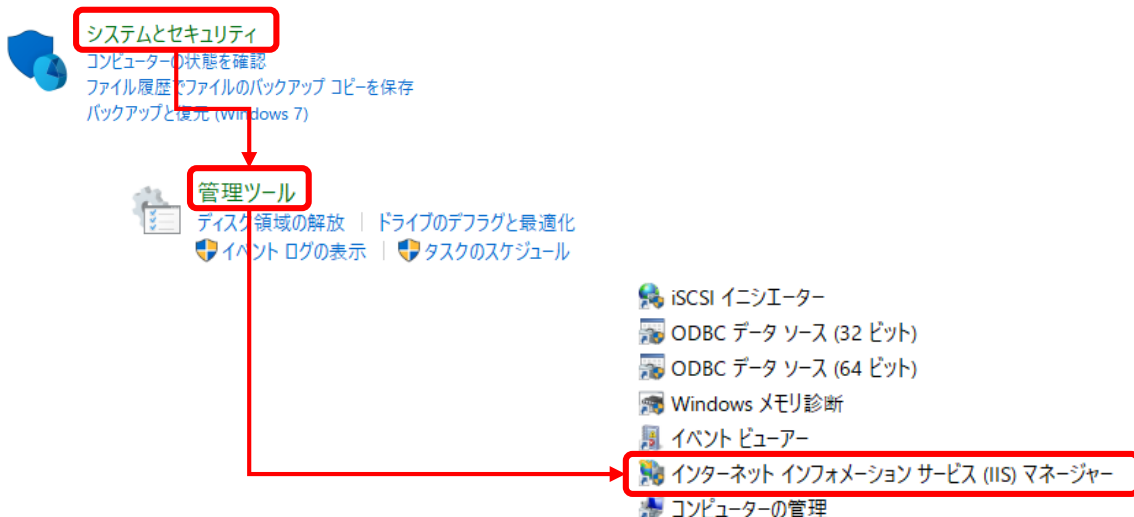 システムとセキュリティ
コンピューターの状態を確認
ファイル履歴でファイルのバックアップ コピーを保存
バックアップと復元 (Windows 7)
管理ツール
ディスク領域の解放 | ドライブのデフラグと最適化
イベント ログの表示 | タスクのスケジュール
iSCSI イニシエーター
ODBC データ ソース (32 ビット)
ODBC データ ソース (64 ビット)
Windows メモリ診断
イベント ビューアー
インターネット インフォメーション サービス (IIS) マネージャー
コンピューターの管理